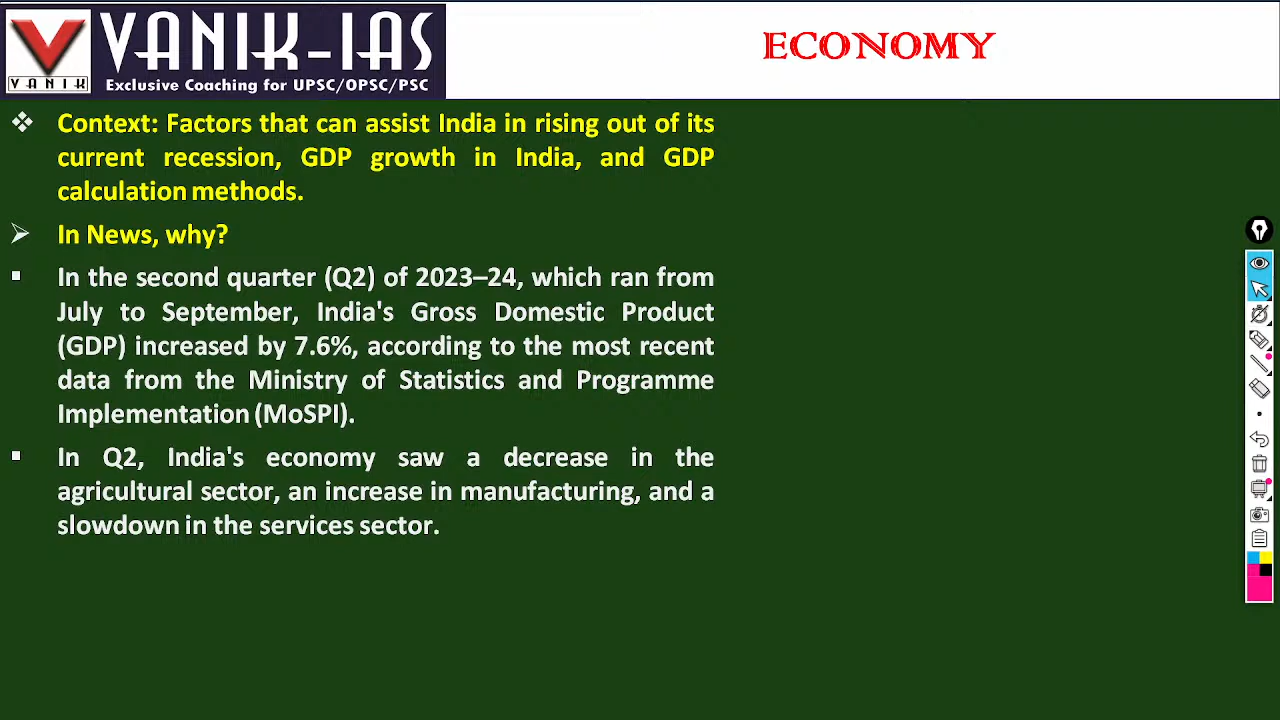 VANIK
VANIK-IAS
Exclusive Coaching for UPSC/OPSC/PSC
ECONOMY
Context: Factors that can assist India in rising out of its
current recession, GDP growth in India, and GDP
calculation methods.
In News, why?
In the second quarter (Q2) of 2023–24, which ran from
July to September, India's Gross Domestic Product
(GDP) increased by 7.6%, according to the most recent
data from the Ministry of Statistics and Programme
Implementation (MoSPI).
In Q2, India's economy saw a decrease in the
agricultural sector, an increase in manufacturing, and a
slowdown in the services sector.